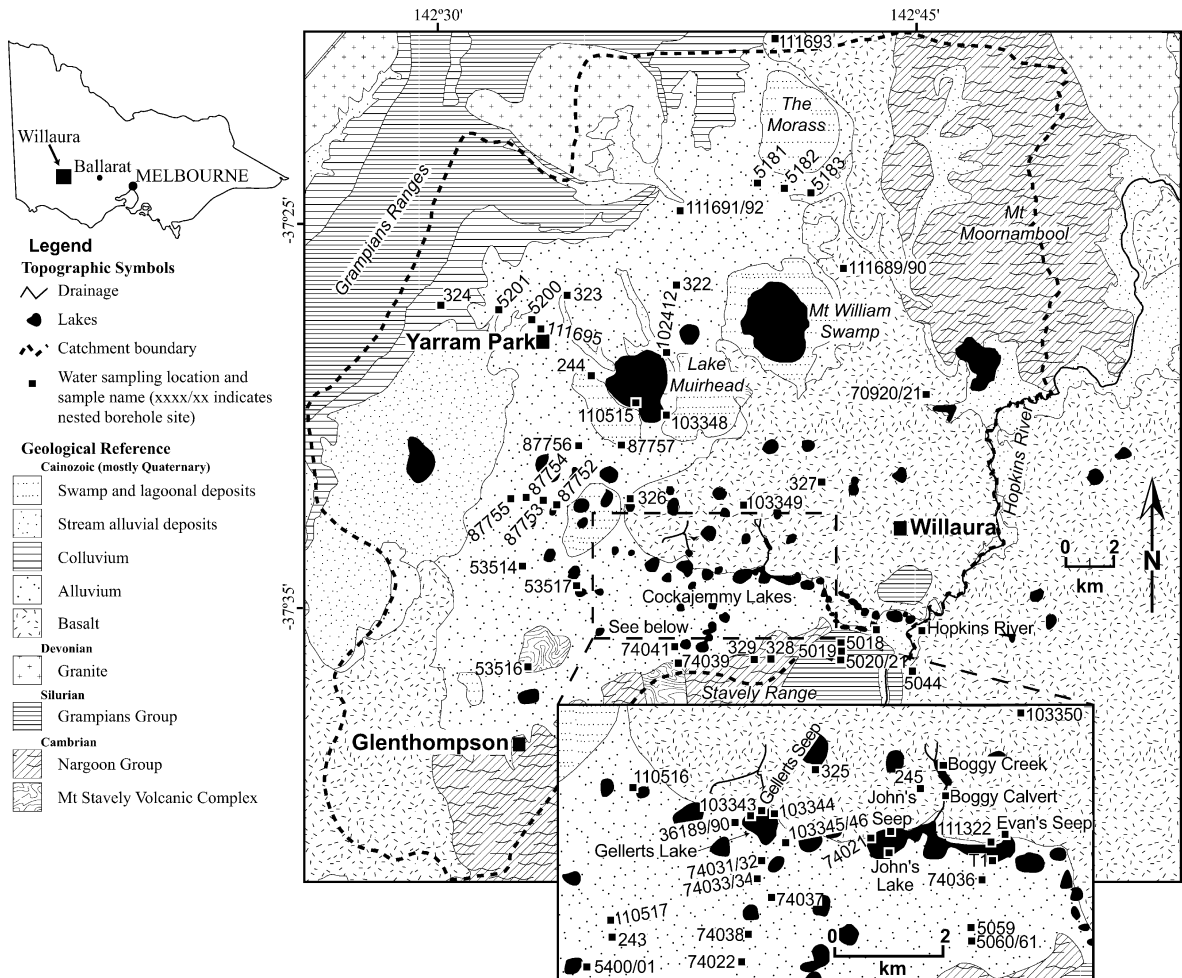 142º30'
142º45'
-37º25'
-37º35'
Willaura
Ballarat
MELBOURNE
Legend
Topographic Symbols
Drainage
Lakes
Catchment boundary
Water sampling location and
sample name (xxxx/xx indicates
nested borehole site)
Geological Reference
Cainozoic (mostly Quaternary)
Swamp and lagoonal deposits
Stream alluvial deposits
Colluvium
Alluvium
Basalt
Devonian
Granite
Silurian
Grampians Group
Cambrian
Nargoon Group
Mt Stavely Volcanic Complex
111693
The
Morass
5181
5182
5183
111691/92
Grampians Ranges
Mt
Moornambool
111689/90
324
5201
5200
323
322
111695
102412
Mt William
Swamp
Yarram Park
244
Lake
Muirhead
70920/21
110515
103348
Hopkins River
87756
87757
87754
87752
87755
87753
327
326
103349
Willaura
0 2
km
N
53514
53517
Cockajemmy Lakes
See below
Hopkins River
74041
74039
329
328
5018
5019
5020/21
5044
53516
Stavely Range
Glenthompson
103350
Gellerts Seep
325
245
Boggy Creek
110516
103343
103344
John's
Seep
Boggy Calvert
36189/90
103345/46
111322
Evan's Seep
Gellerts Lake
74021
T1
74031/32
74033/34
John's
Lake
74036
74037
110517
243
74038
5059
5060/61
0 2
km
5400/01
74022